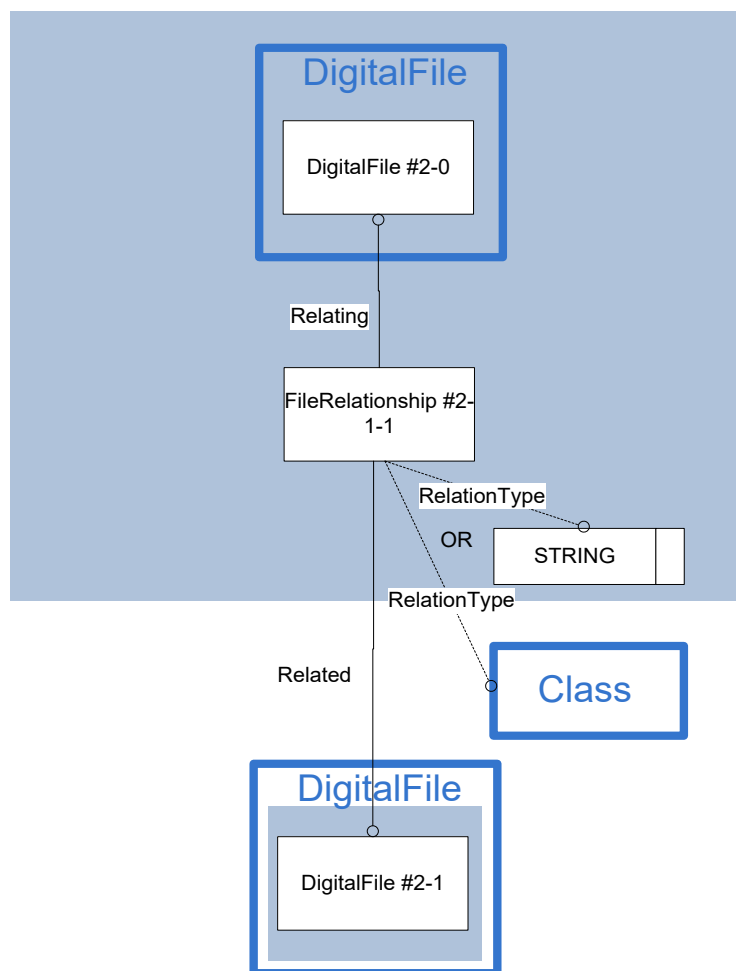 DigitalFile
DigitalFile #2-0
Relating
FileRelationship #2-
1-1
RelationType
OR
STRING
RelationType
Related
Class
DigitalFile
DigitalFile #2-1